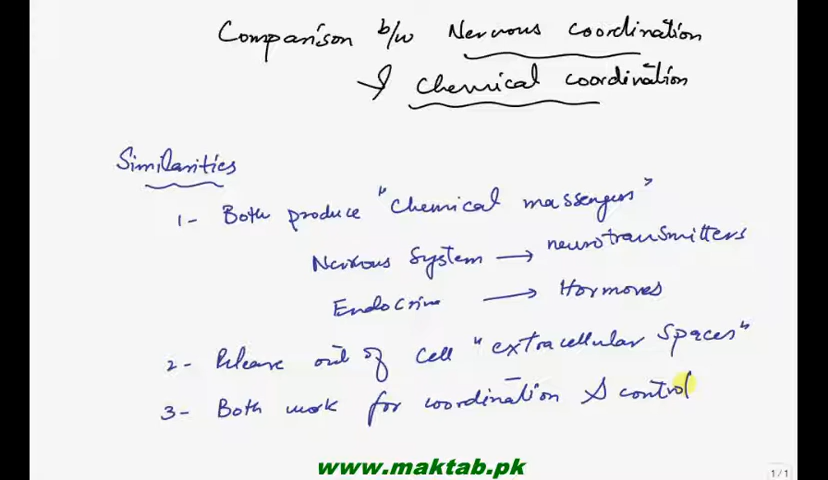 Comparison b/w Nervous coordination
& Chemical coordination
Similarities
1- Both produce "Chemical massengers"
Nervous System → neurotransmitters
Endocrine → Hormones
2- Release out of cell "extracellular spaces"
3- Both work for coordination & control
www.maktab.pk
1/1